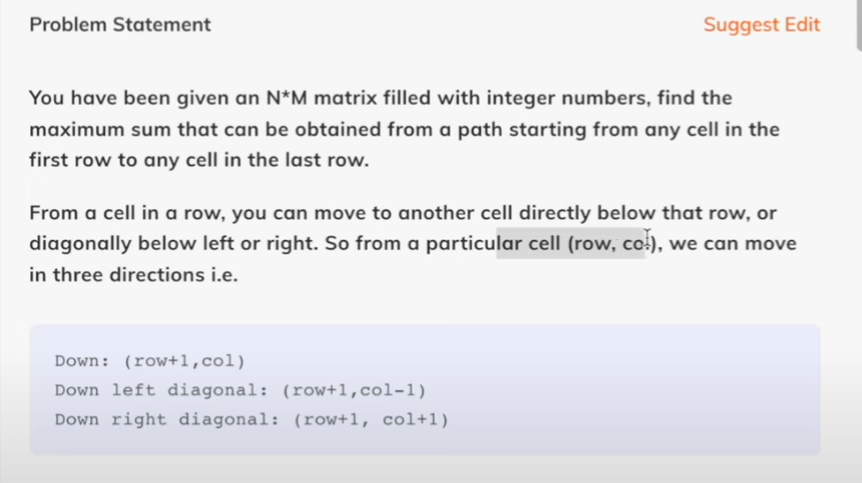 Problem Statement
Suggest Edit
You have been given an N*M matrix filled with integer numbers, find the
maximum sum that can be obtained from a path starting from any cell in the
first row to any cell in the last row.
From a cell in a row, you can move to another cell directly below that row, or
diagonally below left or right. So from a particular cell (row, col), we can move
in three directions i.e.
Down: (row+1,col)
Down left diagonal: (row+1,col-1)
Down right diagonal: (row+1, col+1)